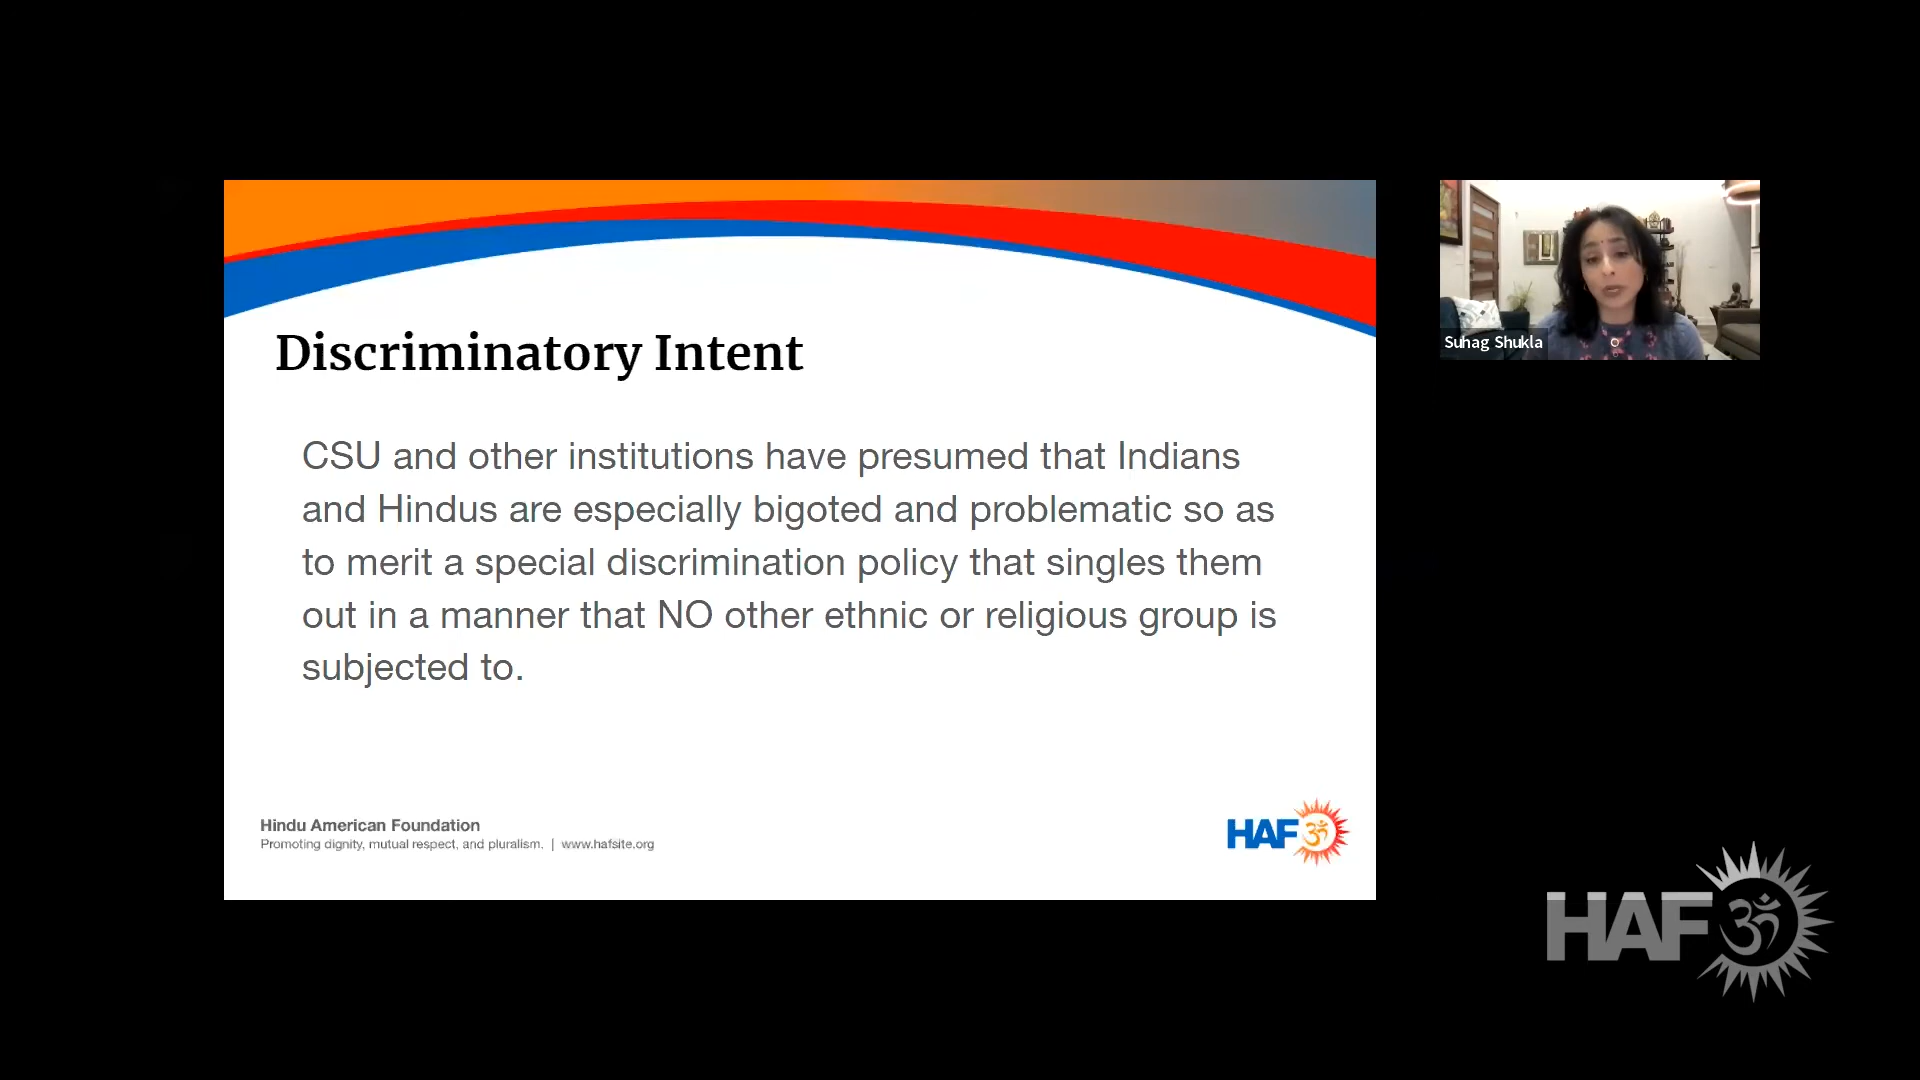 Discriminatory Intent
CSU and other institutions have presumed that Indians
and Hindus are especially bigoted and problematic so as
to merit a special discrimination policy that singles them
out in a manner that NO other ethnic or religious group is
subjected to.
Hindu American Foundation
Promoting dignity, mutual respect, and pluralism. | www.hafsite.org
HAFॐ
Suhag Shukla
HAFॐ